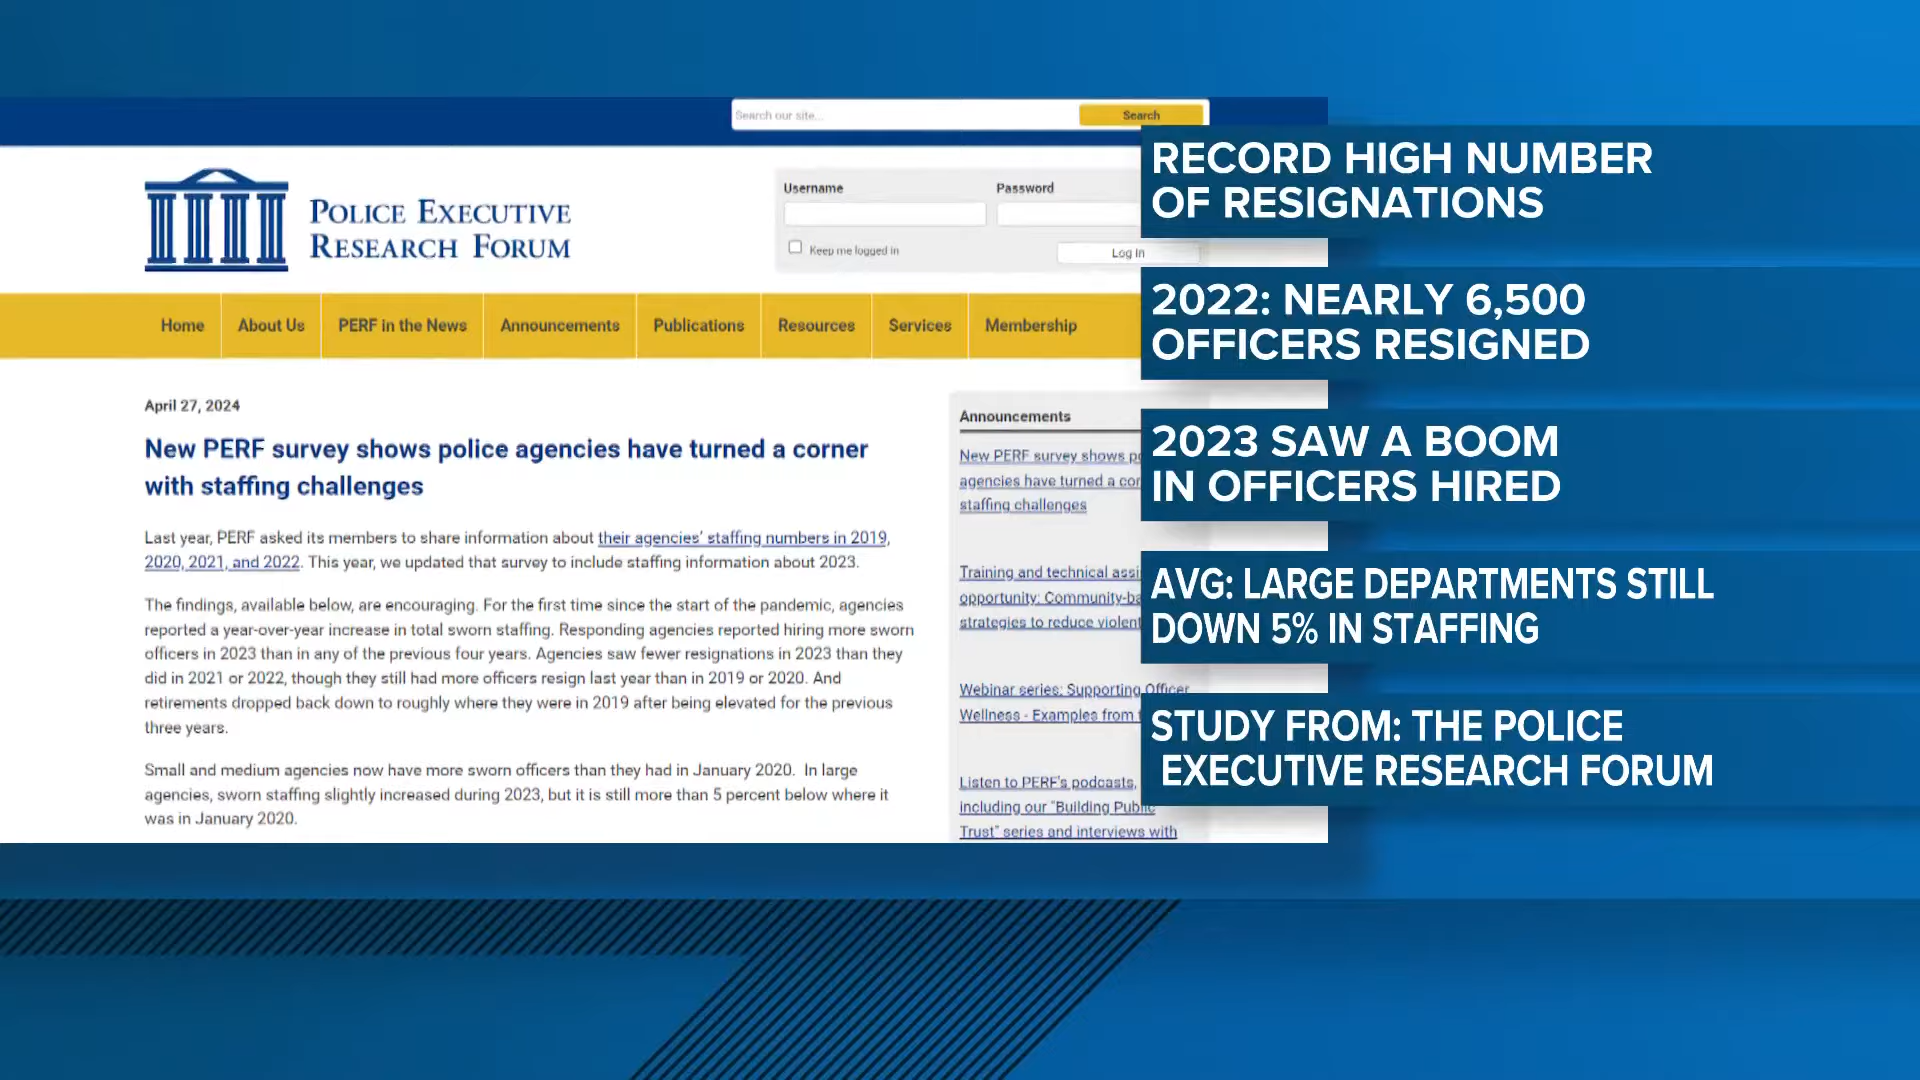 Search our site...
Search
POLICE EXECUTIVE
RESEARCH FORUM
Username
Password
Keep me logged in
Log In
Home
About Us
PERF in the News
Announcements
Publications
Resources
Services
Membership
April 27, 2024
New PERF survey shows police agencies have turned a corner
with staffing challenges
Last year, PERF asked its members to share information about their agencies' staffing numbers in 2019,
2020, 2021, and 2022. This year, we updated that survey to include staffing information about 2023.
The findings, available below, are encouraging. For the first time since the start of the pandemic, agencies
reported a year-over-year increase in total sworn staffing. Responding agencies reported hiring more sworn
officers in 2023 than in any of the previous four years. Agencies saw fewer resignations in 2023 than they
did in 2021 or 2022, though they still had more officers resign last year than in 2019 or 2020. And
retirements dropped back down to roughly where they were in 2019 after being elevated for the previous
three years.
Small and medium agencies now have more sworn officers than they had in January 2020. In large
agencies, sworn staffing slightly increased during 2023, but it is still more than 5 percent below where it
was in January 2020.
Announcements
New PERF survey shows
agencies have turned a
staffing challenges
Training and technical
opportunity:
strategies to reduce
Webinar series: Supporting Officer
Wellness - Examples from
Listen to PERF's podcasts,
including our "Building Public
Trust" series and interviews with
RECORD HIGH NUMBER
OF RESIGNATIONS
2022: NEARLY 6,500
OFFICERS RESIGNED
2023 SAW A BOOM
IN OFFICERS HIRED
AVG: LARGE DEPARTMENTS STILL
DOWN 5% IN STAFFING
STUDY FROM: THE POLICE
EXECUTIVE RESEARCH FORUM